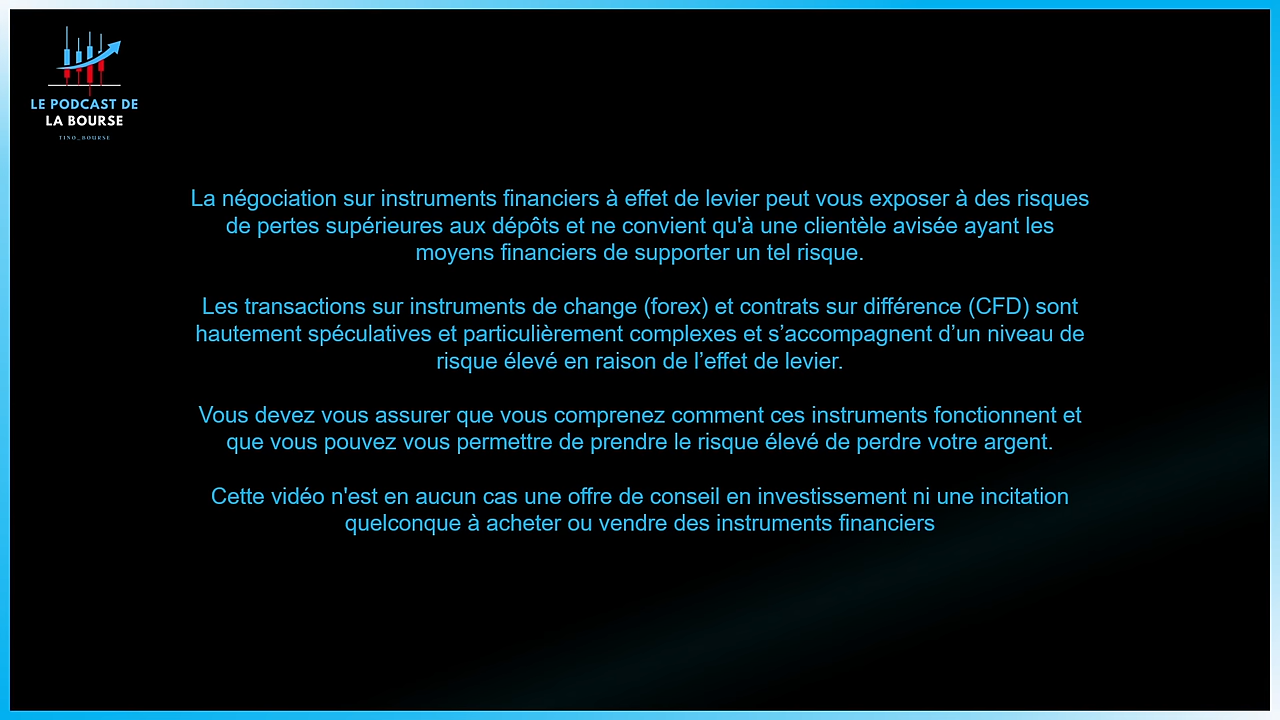 LE PODCAST DE
LA BOURSE
TINO_BOURSE
La négociation sur instruments financiers à effet de levier peut vous exposer à des risques
de pertes supérieures aux dépôts et ne convient qu'à une clientèle avisée ayant les
moyens financiers de supporter un tel risque.
Les transactions sur instruments de change (forex) et contrats sur différence (CFD) sont
hautement spéculatives et particulièrement complexes et s’accompagnent d’un niveau de
risque élevé en raison de l’effet de levier.
Vous devez vous assurer que vous comprenez comment ces instruments fonctionnent et
que vous pouvez vous permettre de prendre le risque élevé de perdre votre argent.
Cette vidéo n'est en aucun cas une offre de conseil en investissement ni une incitation
quelconque à acheter ou vendre des instruments financiers